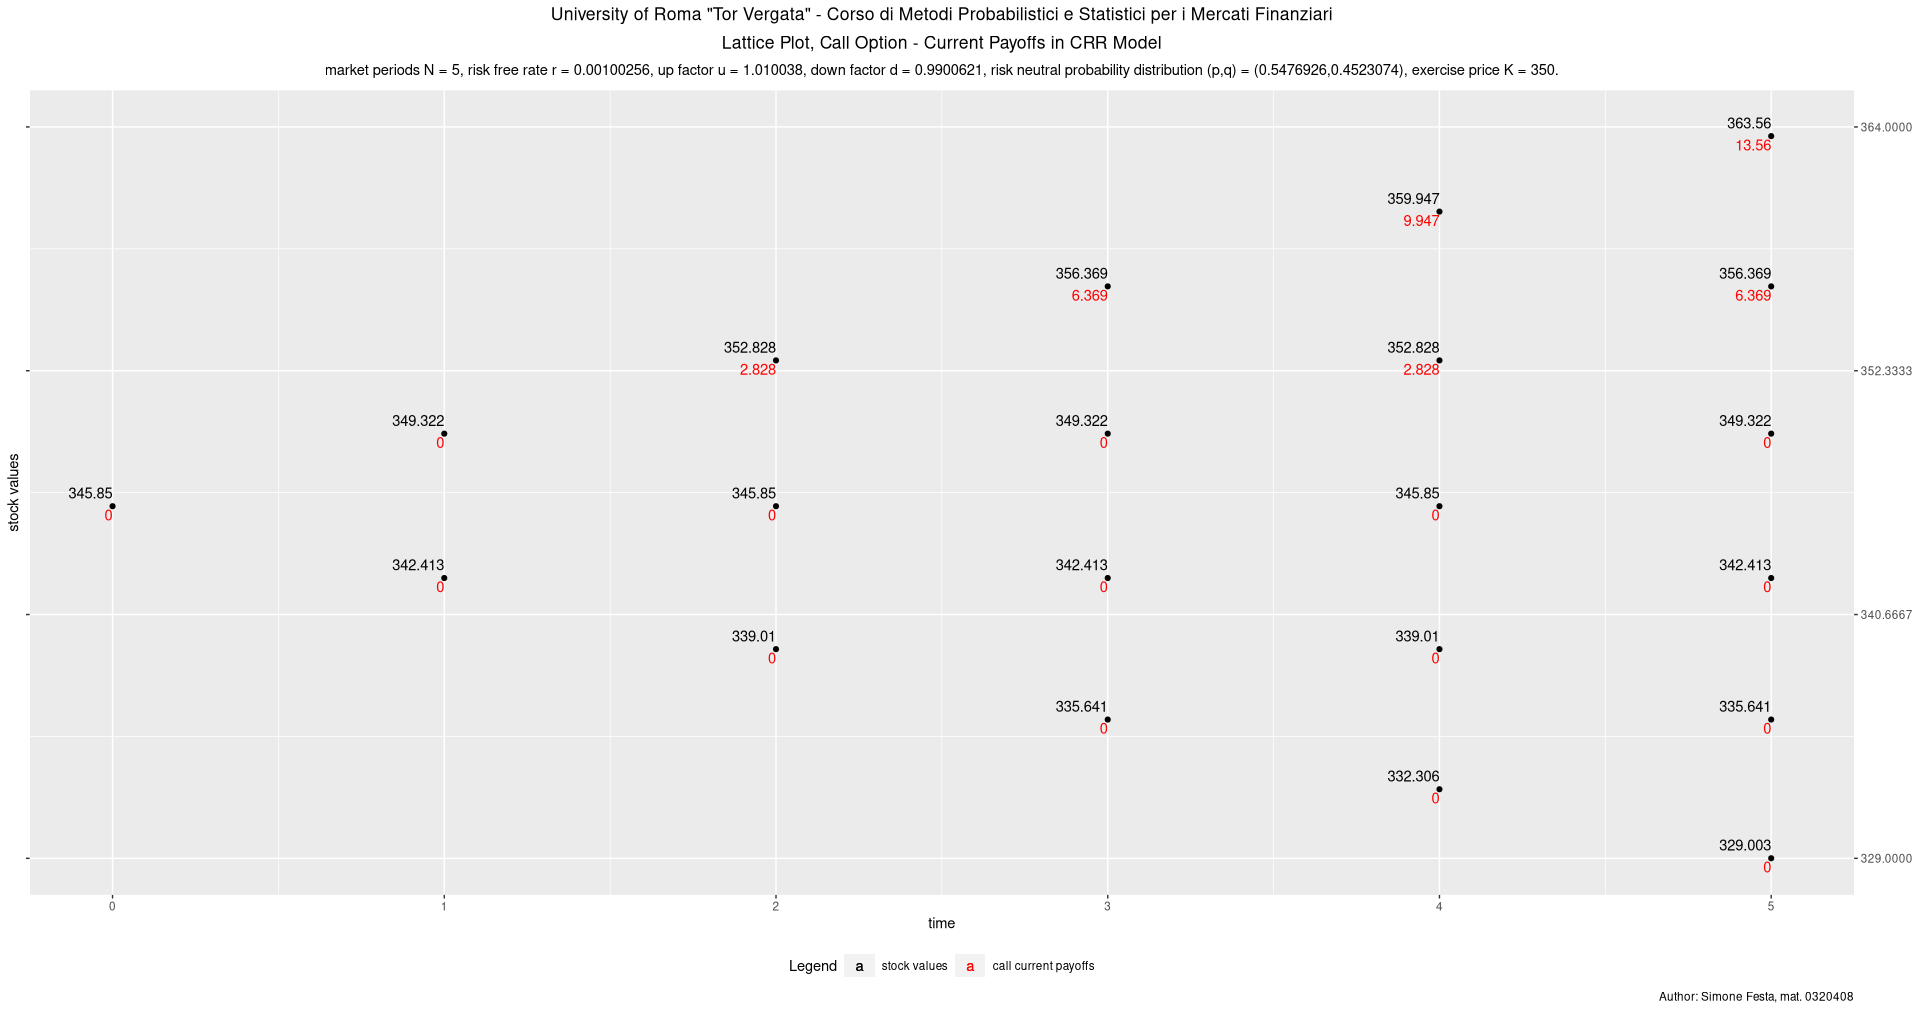 University of Roma "Tor Vergata" - Corso di Metodi Probabilistici e Statistici per i Mercati Finanziari
Lattice Plot, Call Option - Current Payoffs in CRR Model
market periods N = 5, risk free rate r = 0.00100256, up factor u = 1.010038, down factor d = 0.9900621, risk neutral probability distribution (p,q) = (0.5476926,0.4523074), exercise price K = 350.
363.56 364.0000
13.56
359.947
9.947
356.369 356.369
6.369 6.369
352.828 352.828
2.828 2.828 352.3333
349.322 349.322 349.322
0 0 0
stock values
345.85 345.85 345.85
0 0 0
342.413 342.413 342.413
0 0 0
340.6667
339.01 339.01
0 0
335.641 335.641
0 0
332.306
0
329.003
329.0000
0
0 1 2 3 4 5
time
Legend a stock values a call current payoffs
Author: Simone Festa, mat. 0320408